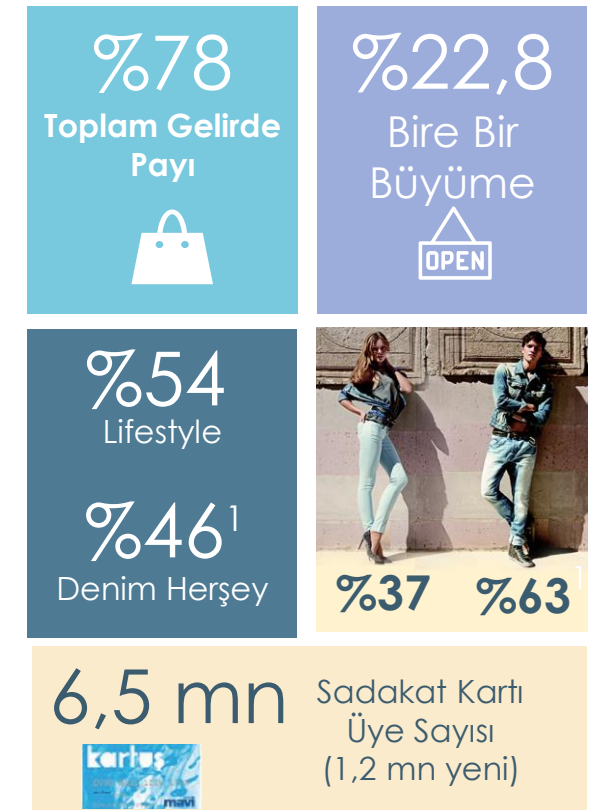 %78
Toplam Gelirde
Payı
%22,8
Bire Bir
Büyüme
OPEN
%54
Lifestyle
%46¹
Denim Herşey
%37
%63¹
6,5 mn
Sadakat Kartı
Üye Sayısı
(1,2 mn yeni)
kartuş
mavi